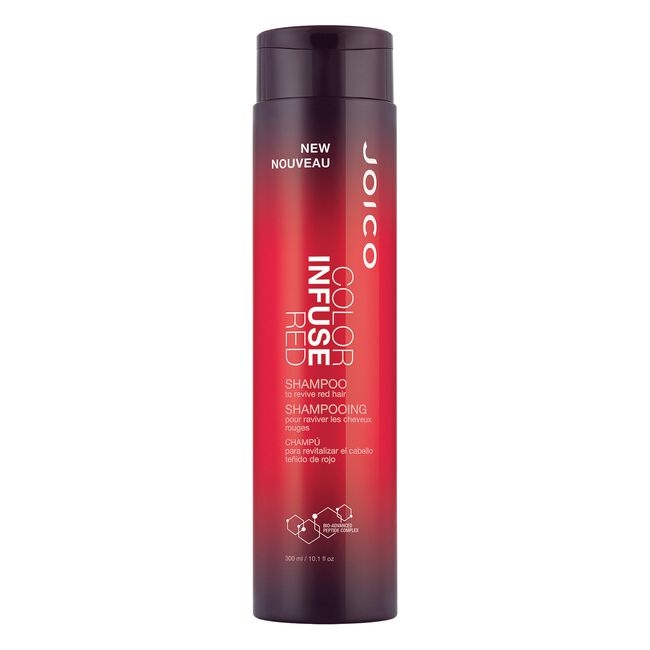 NEW
NOUVEAU
JOICO
COLOR
INFUSE
RED
SHAMPOO
to revive red hair
SHAMPOOING
pour raviver les cheveux
rouges
CHAMPÚ
para revitalizar el cabello
teñido de rojo
BIO-ADVANCED
PEPTIDE COMPLEX
300 ml / 10.1 fl oz